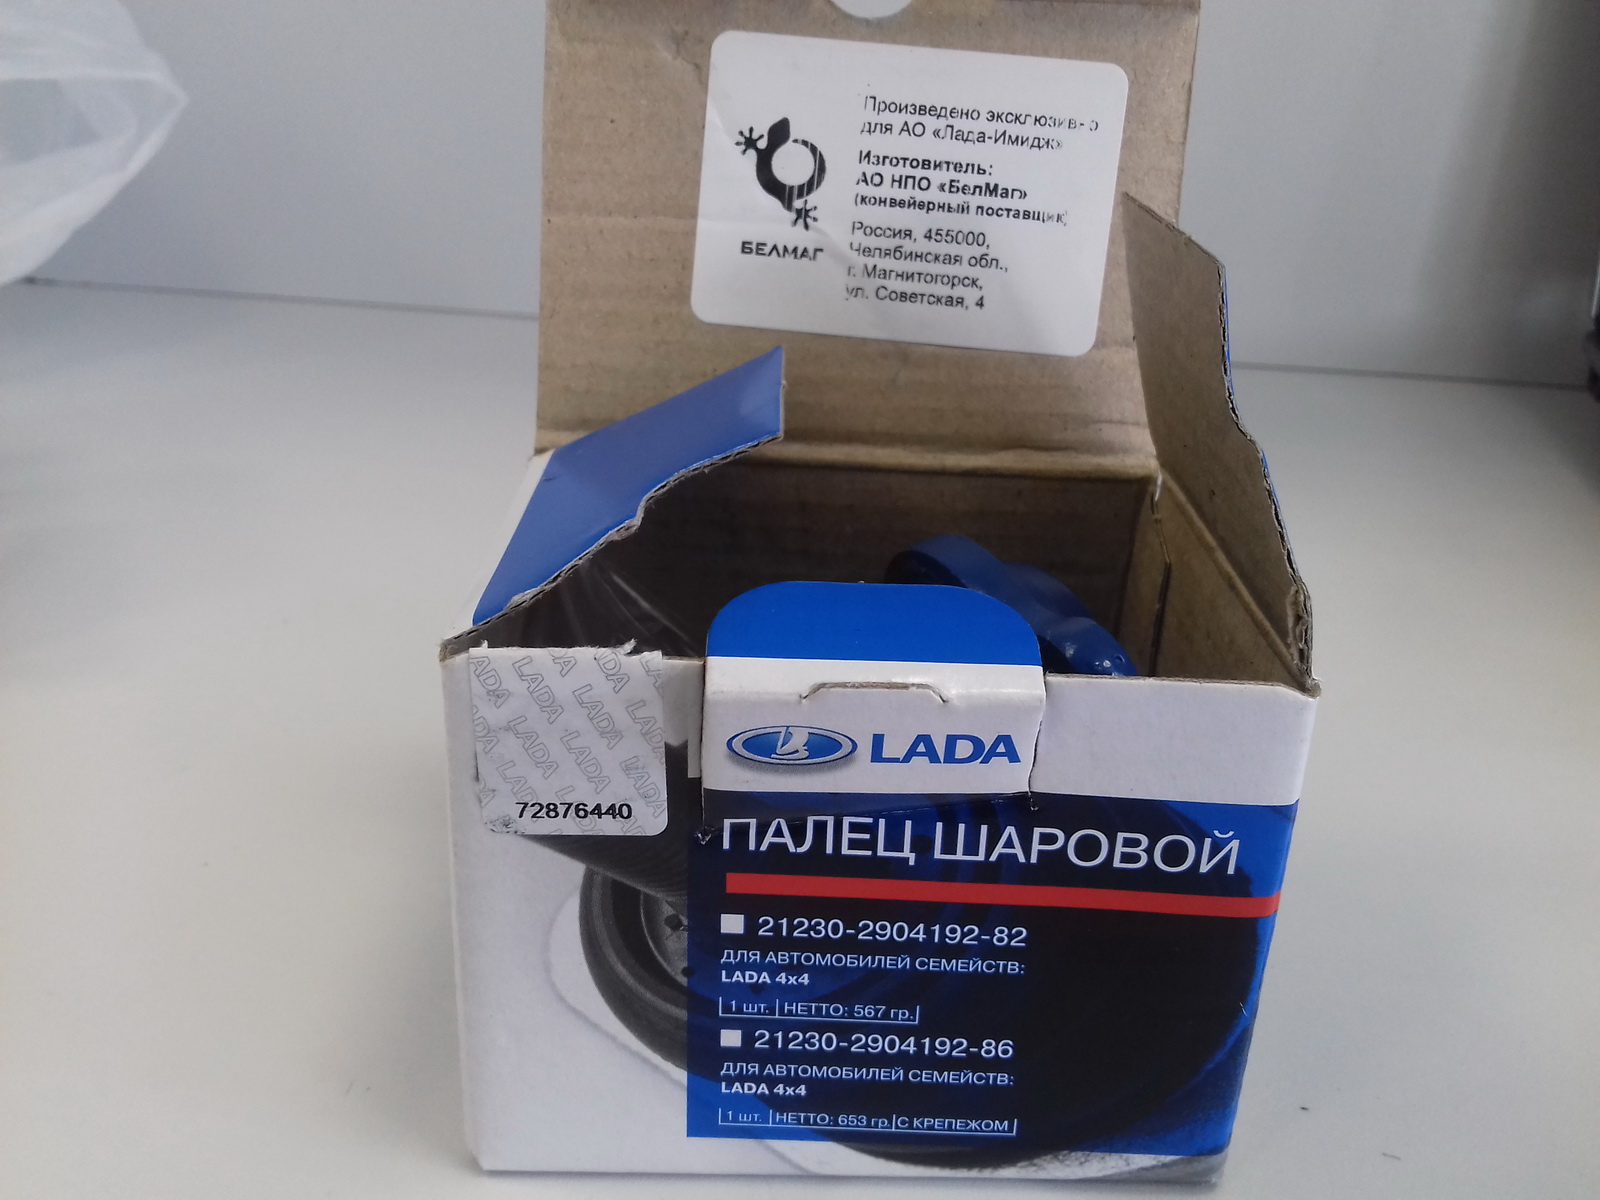 Произведено эксклюзивно
для АО «Лада-Имидж»
Изготовитель:
АО НПО «БелМаг»
(конвейерный поставщик)
Россия, 455000,
Челябинская обл.,
г. Магнитогорск,
ул. Советская, 4
БЕЛМАГ
LADA
72876440
LADA
ПАЛЕЦ ШАРОВОЙ
21230-2904192-82
ДЛЯ АВТОМОБИЛЕЙ СЕМЕЙСТВ:
LADA 4x4
1 шт. НЕТТО: 567 гр.
21230-2904192-86
ДЛЯ АВТОМОБИЛЕЙ СЕМЕЙСТВ:
LADA 4x4
1 шт. НЕТТО: 653 гр. С КРЕПЕЖОМ